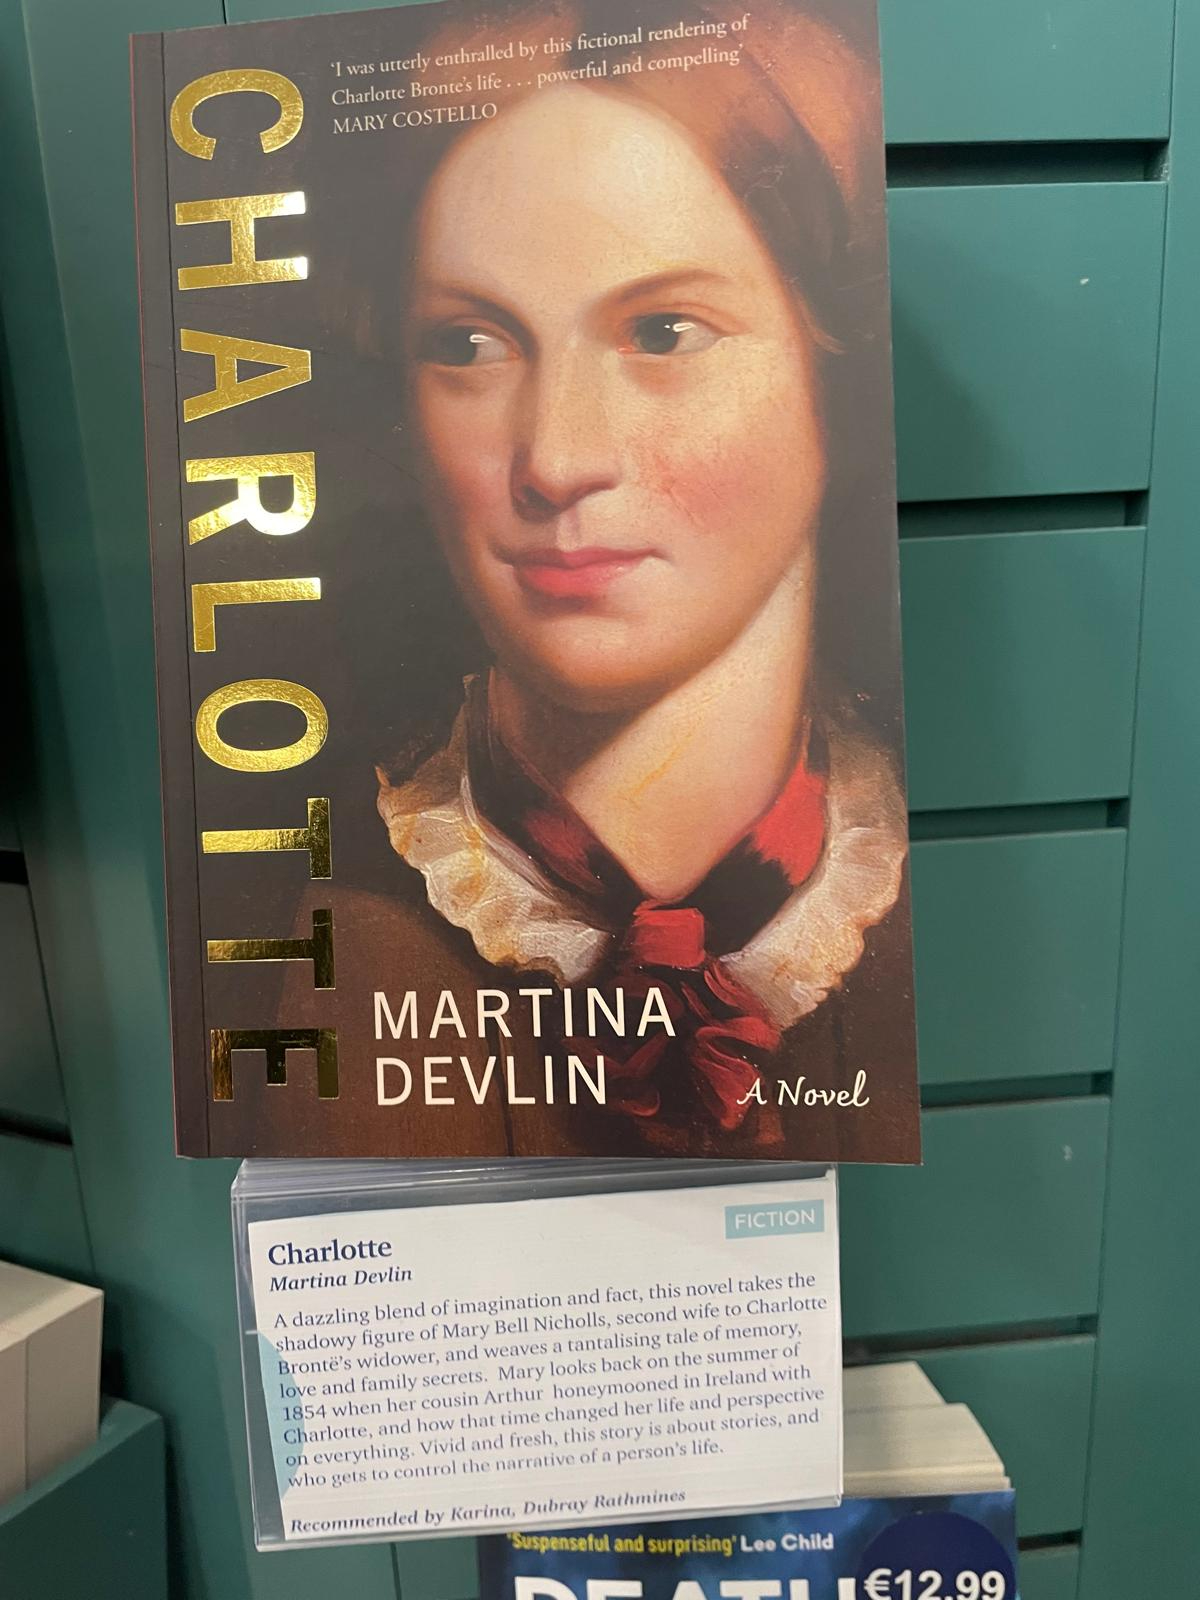 'I was utterly enthralled by this fictional rendering of
Charlotte Bronte's life . . . powerful and compelling'
MARY COSTELLO
CHARLOTTE
MARTINA
DEVLIN
A Novel
FICTION
Charlotte
Martina Devlin
A dazzling blend of imagination and fact, this novel takes the
shadowy figure of Mary Bell Nicholls, second wife to Charlotte
Brontë's widower, and weaves a tantalising tale of memory,
love and family secrets. Mary looks back on the summer of
1854 when her cousin Arthur honeymooned in Ireland with
Charlotte, and how that time changed her life and perspective
on everything. Vivid and fresh, this story is about stories, and
who gets to control the narrative of a person's life.
Recommended by Karina, Dubray Rathmines
'Suspenseful and surprising' Lee Child
DEATH
€12.99